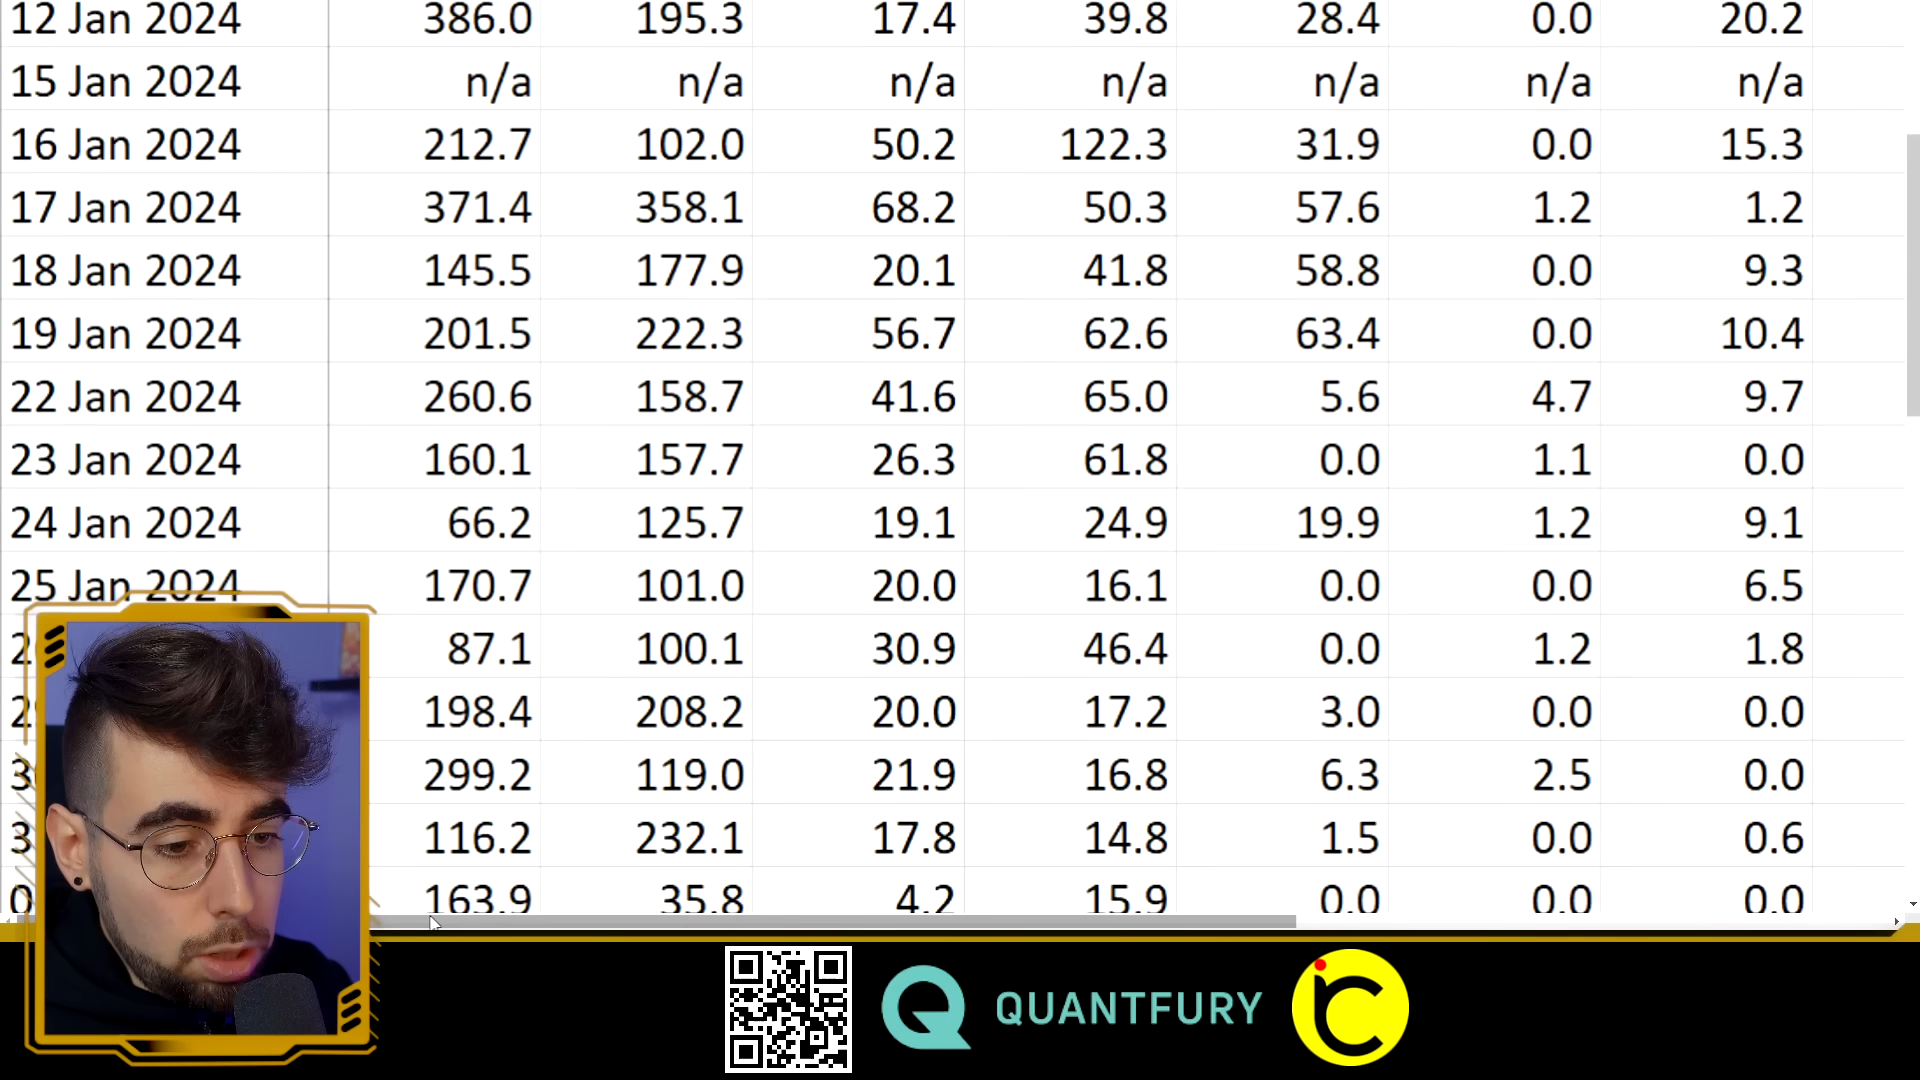 12 Jan 2024 386.0 195.3 17.4 39.8 28.4 0.0 20.2
15 Jan 2024 n/a n/a n/a n/a n/a n/a n/a
16 Jan 2024 212.7 102.0 50.2 122.3 31.9 0.0 15.3
17 Jan 2024 371.4 358.1 68.2 50.3 57.6 1.2 1.2
18 Jan 2024 145.5 177.9 20.1 41.8 58.8 0.0 9.3
19 Jan 2024 201.5 222.3 56.7 62.6 63.4 0.0 10.4
22 Jan 2024 260.6 158.7 41.6 65.0 5.6 4.7 9.7
23 Jan 2024 160.1 157.7 26.3 61.8 0.0 1.1 0.0
24 Jan 2024 66.2 125.7 19.1 24.9 19.9 1.2 9.1
25 Jan 2024 170.7 101.0 20.0 16.1 0.0 0.0 6.5
87.1 100.1 30.9 46.4 0.0 1.2 1.8
198.4 208.2 20.0 17.2 3.0 0.0 0.0
299.2 119.0 21.9 16.8 6.3 2.5 0.0
116.2 232.1 17.8 14.8 1.5 0.0 0.6
163.9 35.8 4.2 15.9 0.0 0.0 0.0
QUANTFURY